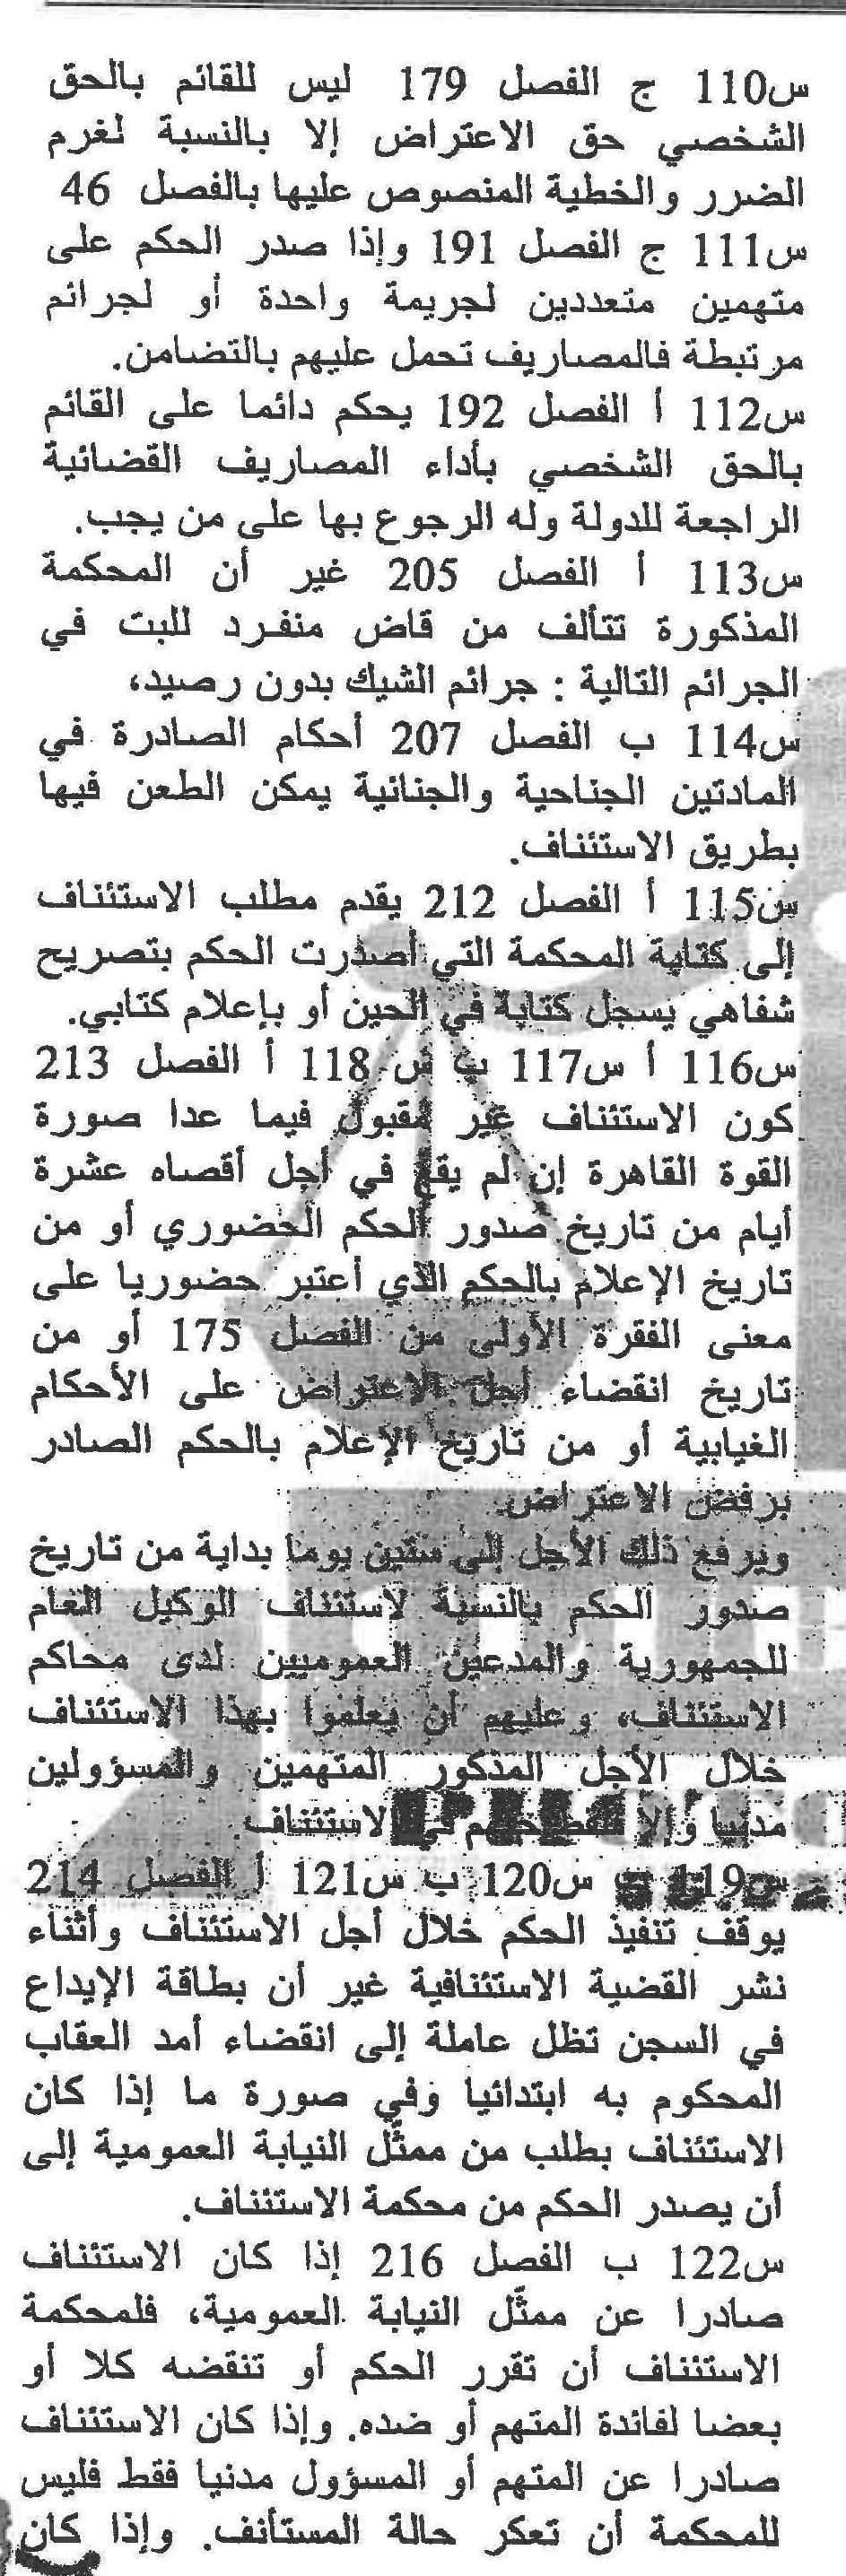 س110 ج الفصل 179 ليس للقائم بالحق
الشخصي حق الاعتراض إلا بالنسبة لغرم
الضرر والخطية المنصوص عليها بالفصل 46
س111 ج الفصل 191 وإذا صدر الحكم على
متهمين متعددين لجريمة واحدة أو لجرائم
مرتبطة فالمصاريف تحمل عليهم بالتضامن.
س112 أ الفصل 192 يحكم دائما على القائم
بالحق الشخصي بأداء المصاريف القضائية
الراجعة للدولة وله الرجوع بها على من يجب.
س113 أ الفصل 205 غير أن المحكمة
المذكورة تتألف من قاض منفرد للبت في
الجرائم التالية : جرائم الشيك بدون رصيد،
س114 ب الفصل 207 أحكام الصادرة في
المادتين الجناحية والجنائية يمكن الطعن فيها
بطريق الاستئناف.
س115 أ الفصل 212 يقدم مطلب الاستئناف
إلى كتابة المحكمة التي أصدرت الحكم بتصريح
شفاهي يسجل كتابة في الحين أو بإعلام كتابي.
س116 أ س117 ب س118 أ الفصل 213
كون الاستئناف غير مقبول فيما عدا صورة
القوة القاهرة إن لم يقع في أجل أقصاه عشرة
أيام من تاريخ صدور الحكم الحضوري أو من
تاريخ الإعلام بالحكم الذي أعتبر حضوريا على
معنى الفقرة الأولى من الفصل 175 أو من
تاريخ انقضاء أجل الاعتراض على الأحكام
الغيابية أو من تاريخ الإعلام بالحكم الصادر
برفض الاعتراض.
ويرفع ذلك الأجل إلى ستين يوما بداية من تاريخ
صدور الحكم بالنسبة لاستئناف الوكيل العام
للجمهورية والمدعين العموميين لدى محاكم
الاستئناف، وعليهم أن يعلموا بهذا الاستئناف
خلال الأجل المذكور المتهمين والمسؤولين
مدنيا وإلا سقط حقهم في الاستئناف.
س119 س120 ب س121 أ الفصل 214
يوقف تنفيذ الحكم خلال أجل الاستئناف وأثناء
نشر القضية الاستئنافية غير أن بطاقة الإيداع
في السجن تظل عاملة إلى انقضاء أمد العقاب
المحكوم به ابتدائيا وفي صورة ما إذا كان
الاستئناف بطلب من ممثّل النيابة العمومية إلى
أن يصدر الحكم من محكمة الاستئناف.
س122 ب الفصل 216 إذا كان الاستئناف
صادرا عن ممثّل النيابة العمومية، فلمحكمة
الاستئناف أن تقرر الحكم أو تنقضه كلا أو
بعضا لفائدة المتهم أو ضده. وإذا كان الاستئناف
صادرا عن المتهم أو المسؤول مدنيا فقط فليس
للمحكمة أن تعكر حالة المستأنف. وإذا كان